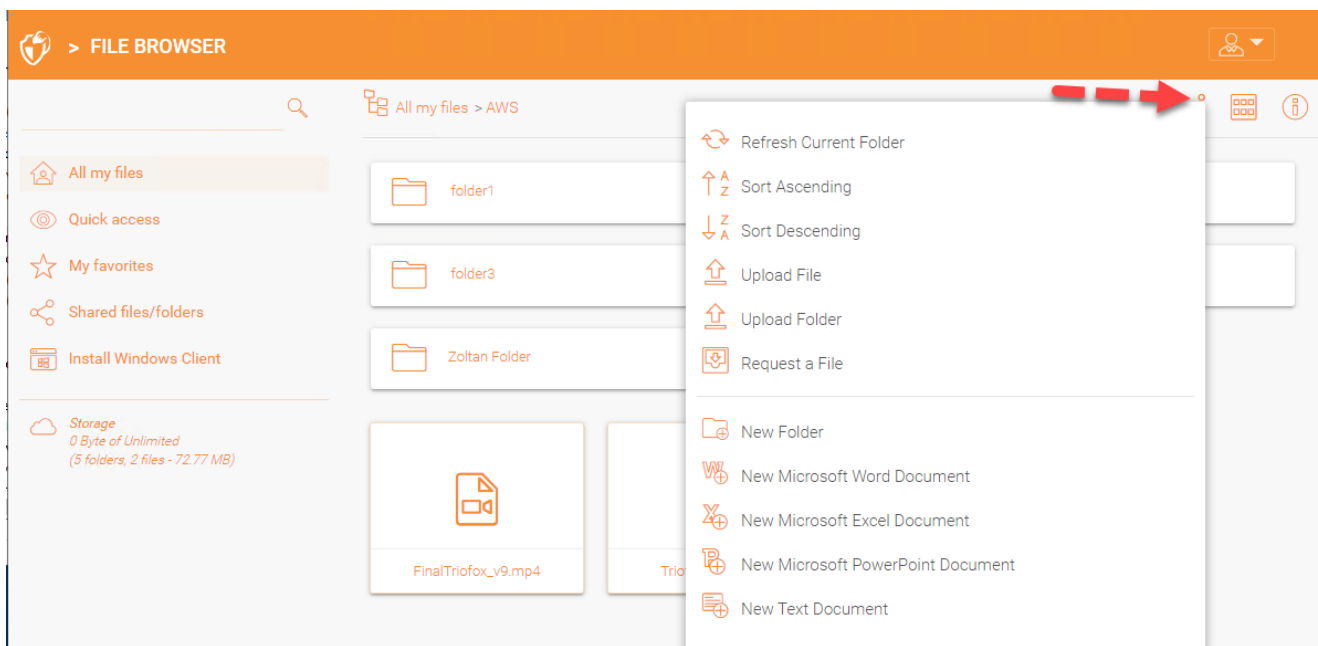 > FILE BROWSER
All my files > AWS
All my files
Quick access
My favorites
Shared files/folders
Install Windows Client
Storage
0 Byte of Unlimited
(5 folders, 2 files - 72.77 MB)
folder1
folder3
Zoltan Folder
FinalTriofox_v9.mp4
Refresh Current Folder
A Z Sort Ascending
Z A Sort Descending
Upload File
Upload Folder
Request a File
New Folder
New Microsoft Word Document
New Microsoft Excel Document
New Microsoft PowerPoint Document
New Text Document